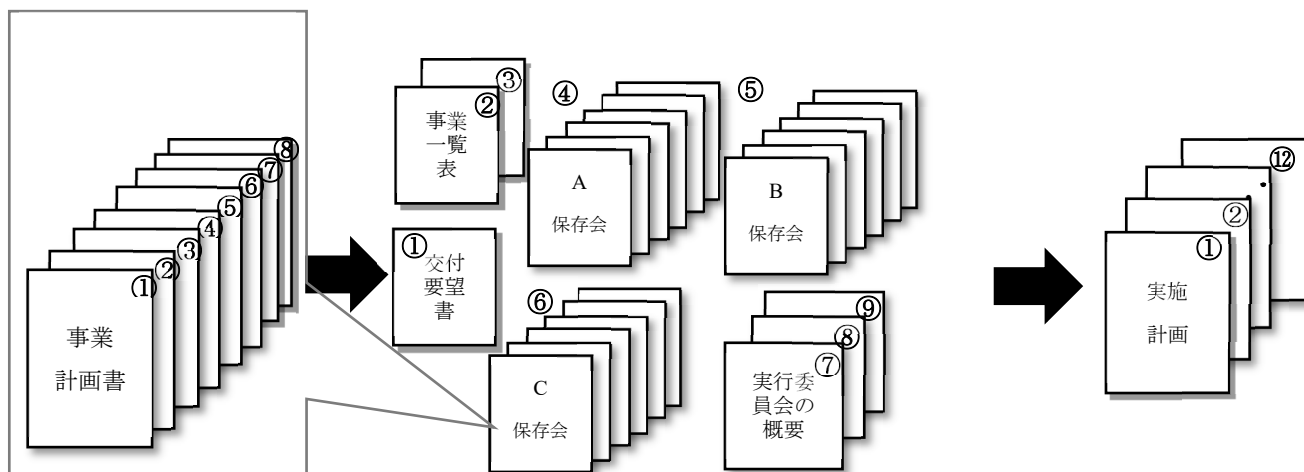 ⑧
⑦
⑥
⑤
④
③
②
①
事業
計画書
③
②
事業
一覧
表
①
交付
要望
書
④
A
保存会
⑤
B
保存会
⑥
C
保存会
⑨
⑧
⑦
実行委
員会の
概要
⑫
②
①
実施
計画